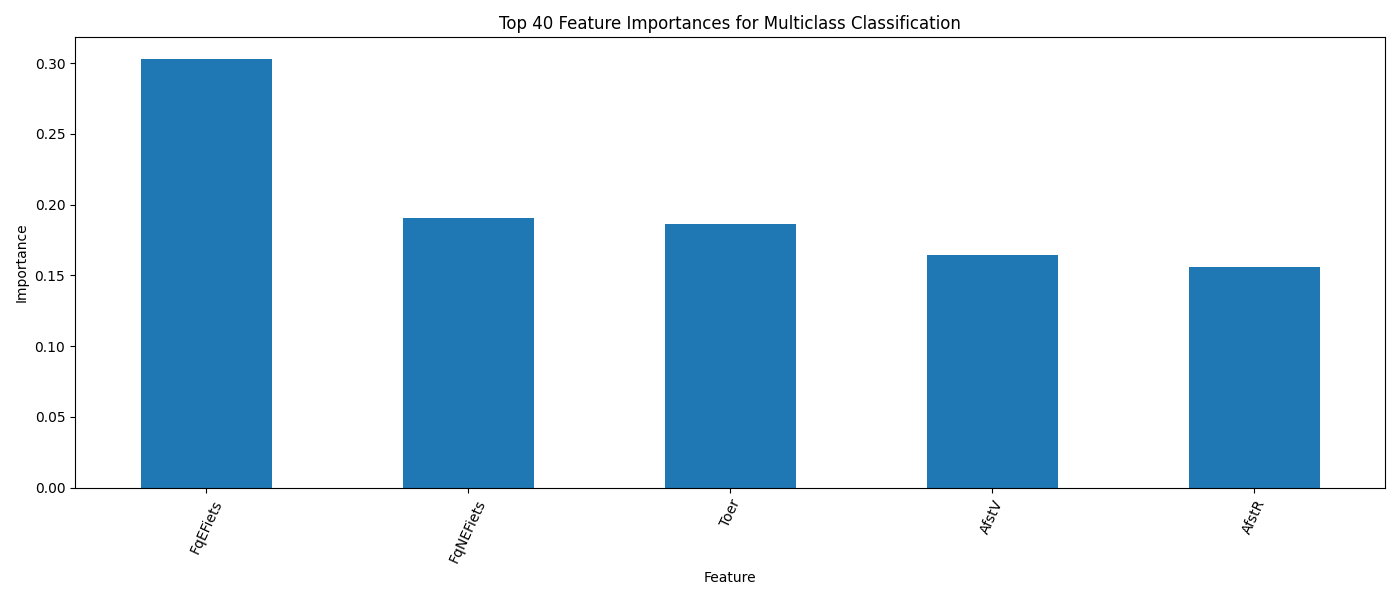 Top 40 Feature Importances for Multiclass Classification
Importance
0.30
0.25
0.20
0.15
0.10
0.05
0.00
FqEFiets
FqNEFiets
Toer
AfstV
AfstR
Feature